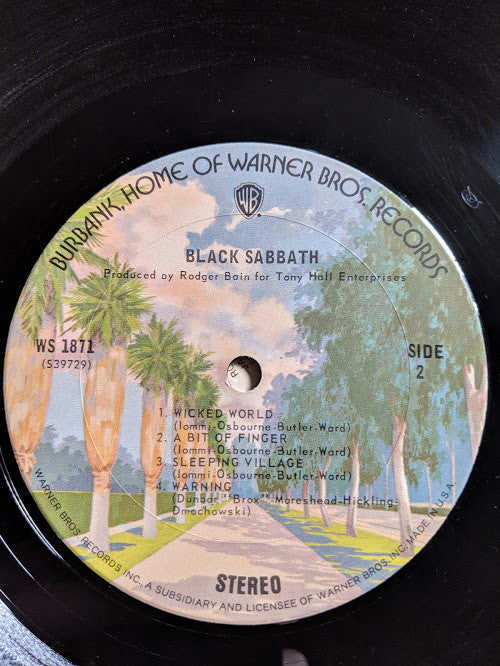 BURBANK, HOME OF WARNER BROS. RECORDS
WB
BLACK SABBATH
Produced by Rodger Bain for Tony Hall Enterprises
WS 1871
(S39729)
SIDE
2
1. WICKED WORLD
(Iommi-Osbourne-Butler-Ward)
2. A BIT OF FINGER
(Iommi-Osbourne-Butler-Ward)
3. SLEEPING VILLAGE
(Iommi-Osbourne-Butler-Ward)
4. WARNING
(Dunbar-"Brox"-Moreshead-Hickling-
Dmochowski)
STEREO
WARNER BROS. RECORDS INC., A SUBSIDIARY AND LICENSEE OF WARNER BROS. INC. MADE IN U.S.A.